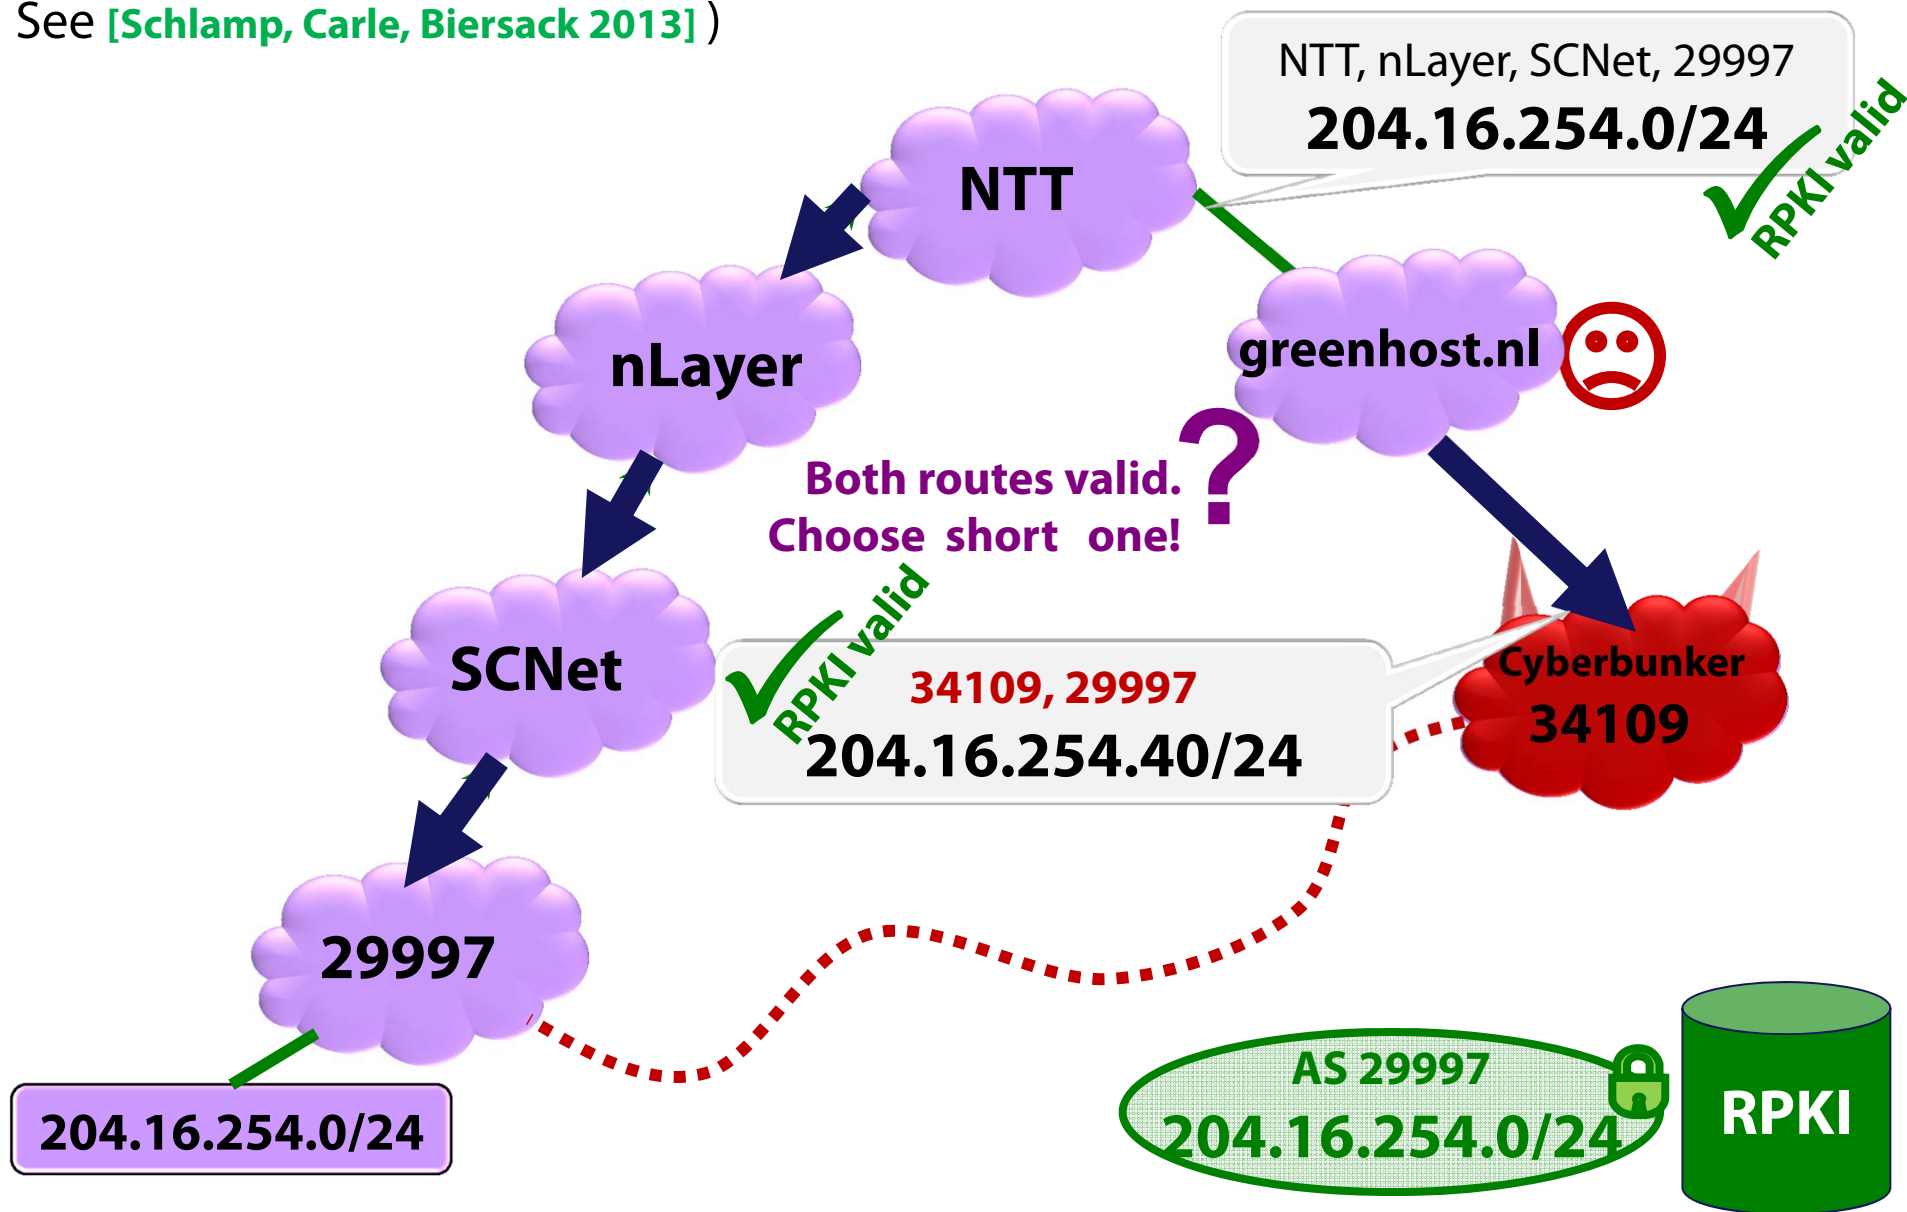 See [Schlamp, Carle, Biersack 2013] )
NTT, nLayer, SCNet, 29997
204.16.254.0/24
RPKI valid
NTT
nLayer
greenhost.nl
Both routes valid.
Choose short one!
?
SCNet
RPKI valid
34109, 29997
204.16.254.40/24
Cyberbunker
34109
29997
204.16.254.0/24
AS 29997
204.16.254.0/24
RPKI